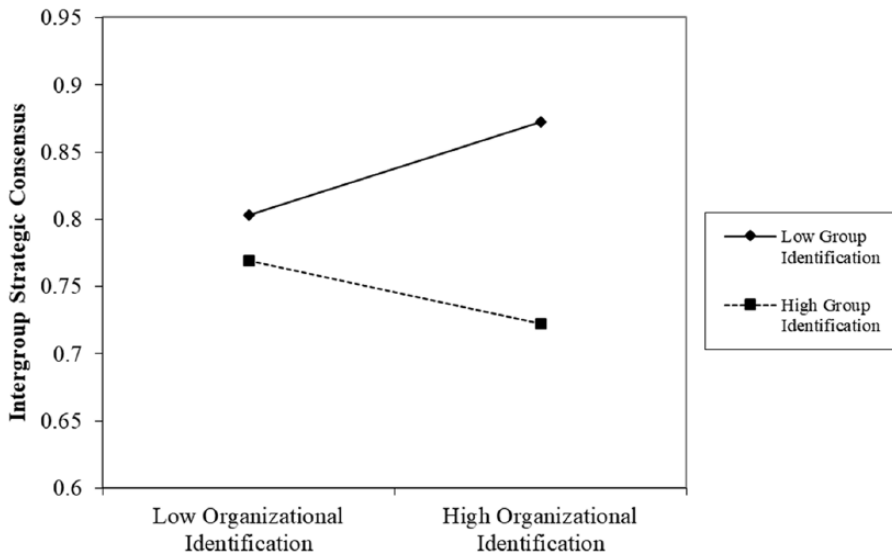 Intergroup Strategic Consensus
0.95
0.9
0.85
0.8
0.75
0.7
0.65
0.6
Low Organizational
Identification
High Organizational
Identification
Low Group
Identification
High Group
Identification